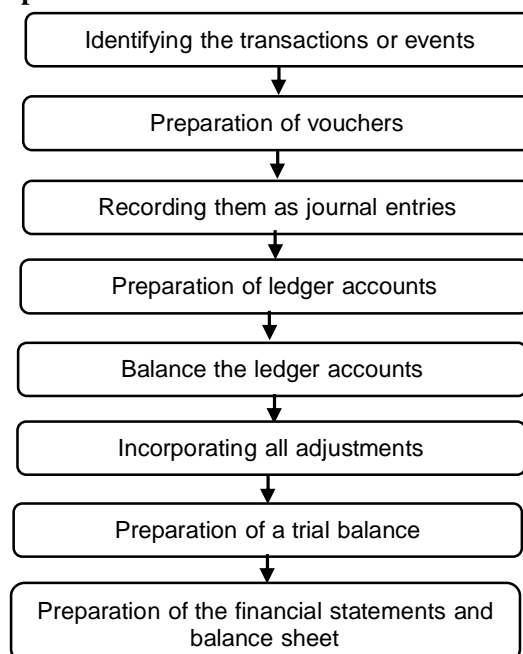 Identifying the transactions or events
Preparation of vouchers
Recording them as journal entries
Preparation of ledger accounts
Balance the ledger accounts
Incorporating all adjustments
Preparation of a trial balance
Preparation of the financial statements and
balance sheet